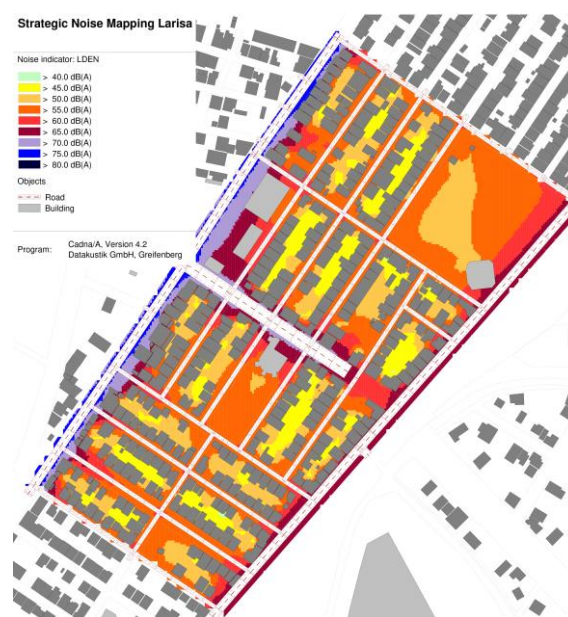 Strategic Noise Mapping Larisa
Noise indicator: LDEN
> 40.0 dB(A)
> 45.0 dB(A)
> 50.0 dB(A)
> 55.0 dB(A)
> 60.0 dB(A)
> 65.0 dB(A)
> 70.0 dB(A)
> 75.0 dB(A)
> 80.0 dB(A)
Objects
Road
Building
Program: Cadna/A, Version 4.2
Datakustik GmbH, Greifenberg